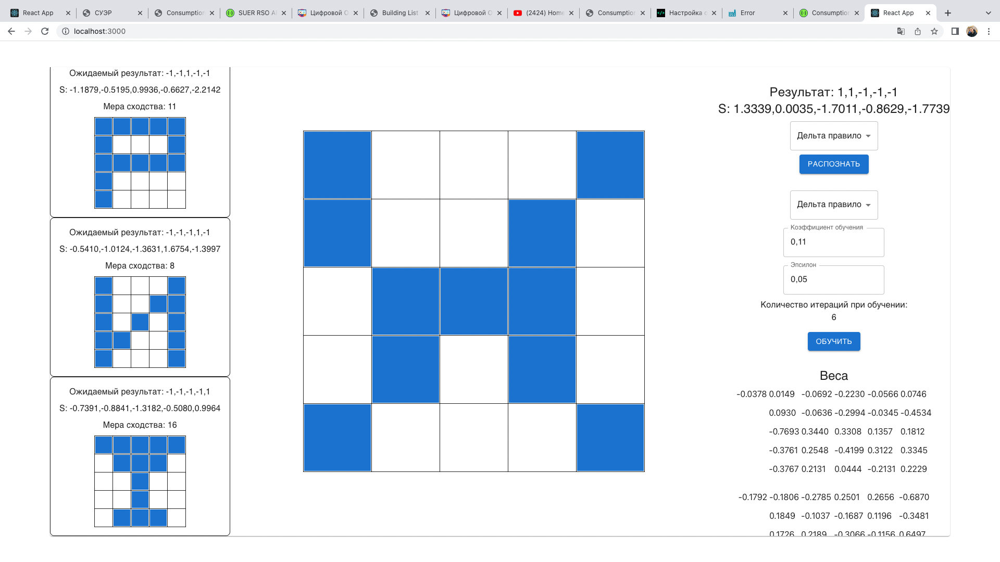 React App
СУЭР
Consumption
SUER RSO A
Цифровой О
Building List
Цифровой О
(2424) Home
Consumption
Настройка с
Error
Consumption
React App
localhost:3000
Ожидаемый результат: -1,-1,1,-1,-1
S: -1.1879,-0.5195,0.9936,-0.6627,-2.2142
Мера сходства: 11
Ожидаемый результат: -1,-1,-1,1,-1
S: -0.5410,-1.0124,-1.3631,1.6754,-1.3997
Мера сходства: 8
Ожидаемый результат: -1,-1,-1,-1,1
S: -0.7391,-0.8841,-1.3182,-0.5080,0.9964
Мера сходства: 16
Результат: 1,1,-1,-1,-1
S: 1.3339,0.0035,-1.7011,-0.8629,-1.7739
Дельта правило
РАСПОЗНАТЬ
Дельта правило
Коэффициент обучения
0,11
Эпсилон
0,05
Количество итераций при обучении:
6
ОБУЧИТЬ
Веса
-0.0378 0.0149 -0.0692 -0.2230 -0.0566 0.0746
0.0930 -0.0636 -0.2994 -0.0345 -0.4534
-0.7693 0.3440 0.3308 0.1357 0.1812
-0.3761 0.2548 -0.4199 0.3122 0.3345
-0.3767 0.2131 0.0444 -0.2131 0.2229
-0.1792 -0.1806 -0.2785 0.2501 0.2656 -0.6870
0.1849 -0.1037 -0.1687 0.1196 -0.3481
0.1726 0.2189 -0.3066 -0.1156 0.6497